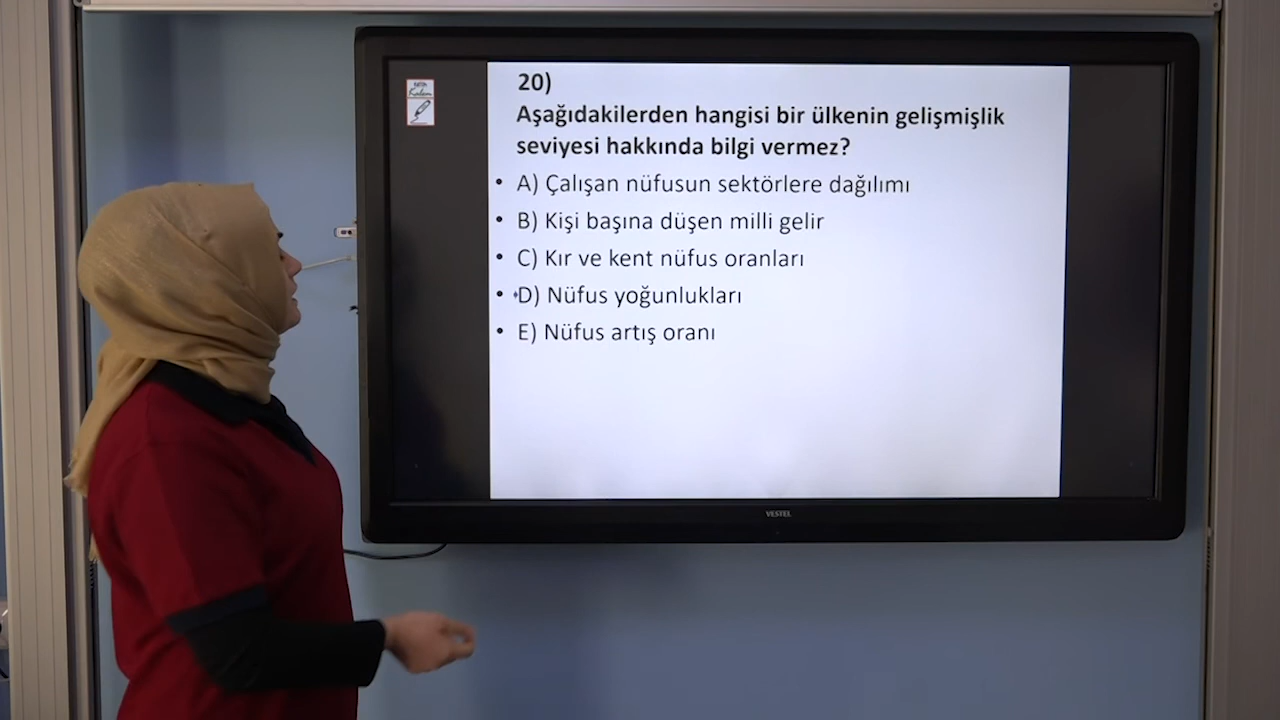 20)
Aşağıdakilerden hangisi bir ülkenin gelişmişlik
seviyesi hakkında bilgi vermez?
• A) Çalışan nüfusun sektörlere dağılımı
• B) Kişi başına düşen milli gelir
• C) Kır ve kent nüfus oranları
• D) Nüfus yoğunlukları
• E) Nüfus artış oranı
Kalem
VESTEL